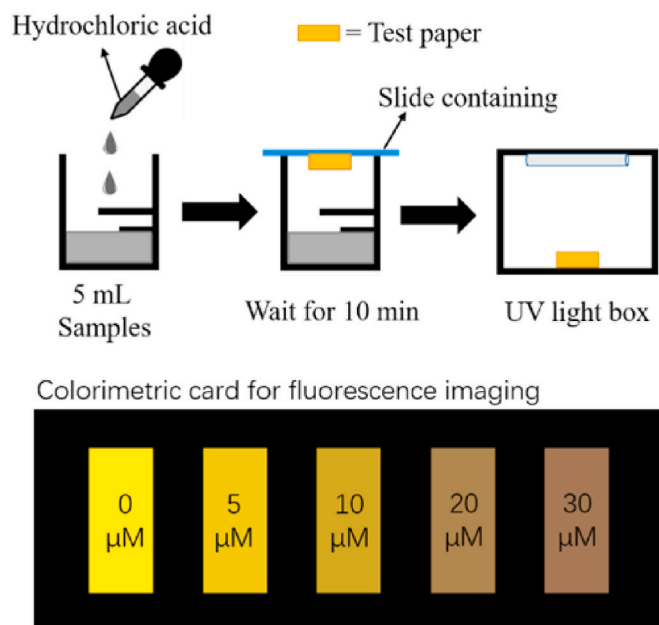 Hydrochloric acid
= Test paper
Slide containing
5 mL
Samples
Wait for 10 min
UV light box
Colorimetric card for fluorescence imaging
0
μM
5
μM
10
μM
20
μM
30
μM